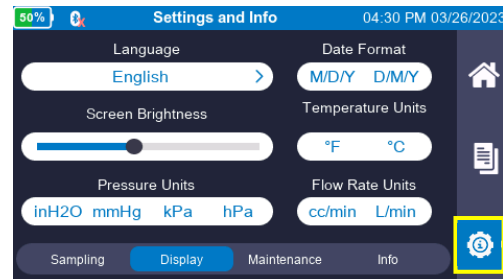 50% Settings and Info 04:30 PM 03/26/2023
Language Date Format
English > M/D/Y D/M/Y
Screen Brightness Temperature Units
°F °C
Pressure Units Flow Rate Units
inH2O mmHg kPa hPa cc/min L/min
Sampling Display Maintenance Info